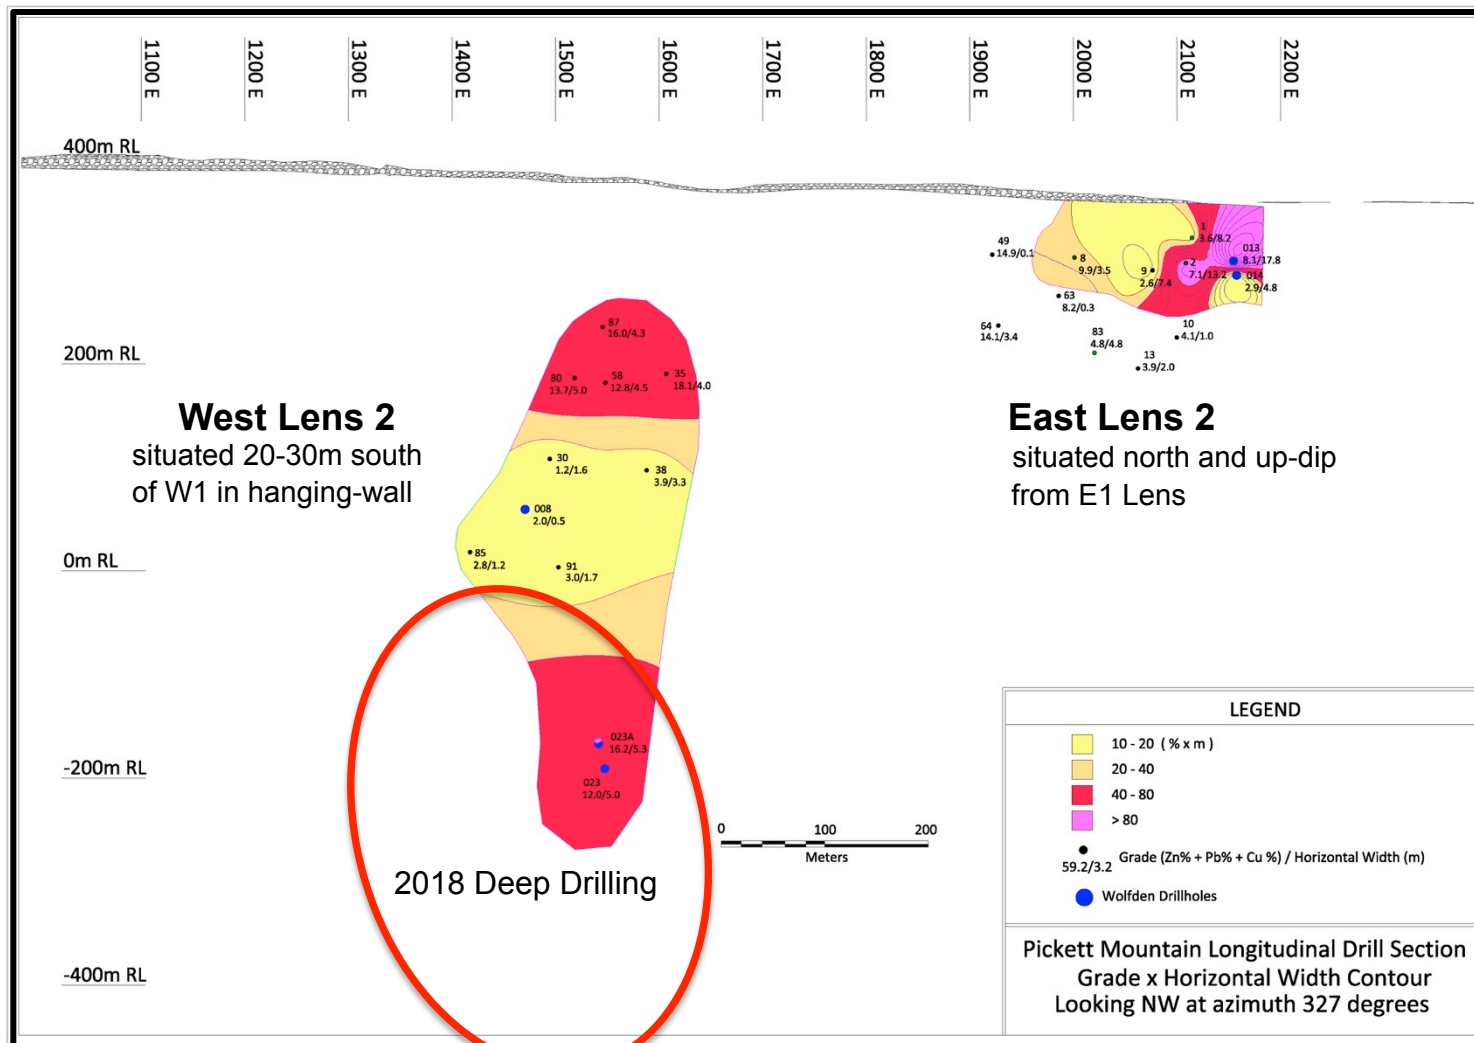 1100 E
1200 E
1300 E
1400 E
1500 E
1600 E
1700 E
1800 E
1900 E
2000 E
2100 E
2200 E
400m RL
1
3.6/8.2
49
14.9/0.1
8
9.9/3.5
9
2.6/7.4
2
7.1/13.2
013
8.1/17.8
014
2.9/4.8
63
8.2/0.3
64
14.1/3.4
83
4.8/4.8
10
4.1/1.0
13
3.9/2.0
87
16.0/4.3
200m RL
80
13.7/5.0
58
12.8/4.5
35
18.1/4.0
West Lens 2
situated 20-30m south
of W1 in hanging-wall
East Lens 2
situated north and up-dip
from E1 Lens
30
1.2/1.6
38
3.9/3.3
008
2.0/0.5
0m RL
85
2.8/1.2
91
3.0/1.7
023A
16.2/5.3
-200m RL
023
12.0/5.0
0 100 200
Meters
2018 Deep Drilling
-400m RL
LEGEND
10 - 20 ( % x m )
20 - 40
40 - 80
> 80
Grade (Zn% + Pb% + Cu %) / Horizontal Width (m)
59.2/3.2
Wolfden Drillholes
Pickett Mountain Longitudinal Drill Section
Grade x Horizontal Width Contour
Looking NW at azimuth 327 degrees